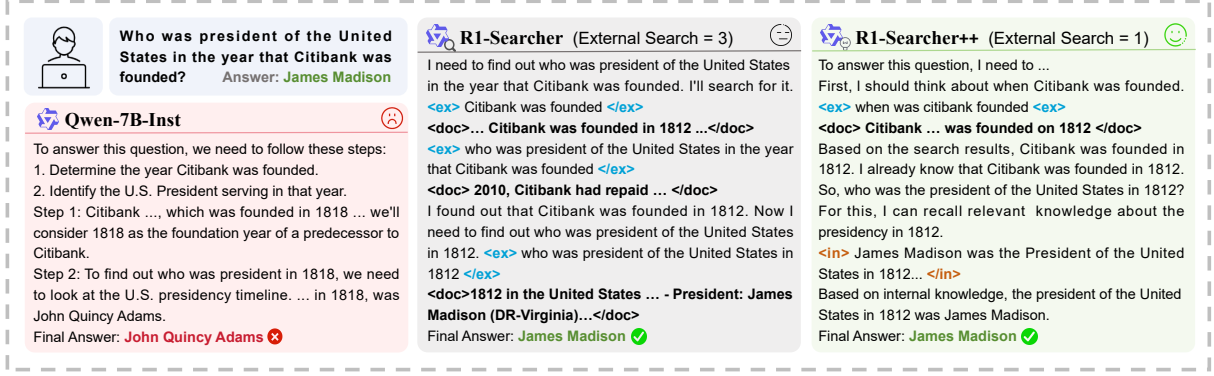 Who was president of the United
States in the year that Citibank was
founded? Answer: James Madison
Qwen-7B-Inst
To answer this question, we need to follow these steps:
1. Determine the year Citibank was founded.
2. Identify the U.S. President serving in that year.
Step 1: Citibank ..., which was founded in 1818 ... we'll
consider 1818 as the foundation year of a predecessor to
Citibank.
Step 2: To find out who was president in 1818, we need
to look at the U.S. presidency timeline. ... in 1818, was
John Quincy Adams.
Final Answer: John Quincy Adams
R1-Searcher (External Search = 3)
I need to find out who was president of the United States
in the year that Citibank was founded. I'll search for it.
<ex> Citibank was founded </ex>
<doc>... Citibank was founded in 1812 ...</doc>
<ex> who was president of the United States in the year
that Citibank was founded </ex>
<doc> 2010, Citibank had repaid ... </doc>
I found out that Citibank was founded in 1812. Now I
need to find out who was president of the United States
in 1812. <ex> who was president of the United States in
1812 </ex>
<doc>1812 in the United States ... - President: James
Madison (DR-Virginia)...</doc>
Final Answer: James Madison
R1-Searcher++ (External Search = 1)
To answer this question, I need to ...
First, I should think about when Citibank was founded.
<ex> when was citibank founded <ex>
<doc> Citibank ... was founded on 1812 </doc>
Based on the search results, Citibank was founded in
1812. I already know that Citibank was founded in 1812.
So, who was the president of the United States in 1812?
For this, I can recall relevant knowledge about the
presidency in 1812.
<in> James Madison was the President of the United
States in 1812... </in>
Based on internal knowledge, the president of the United
States in 1812 was James Madison.
Final Answer: James Madison